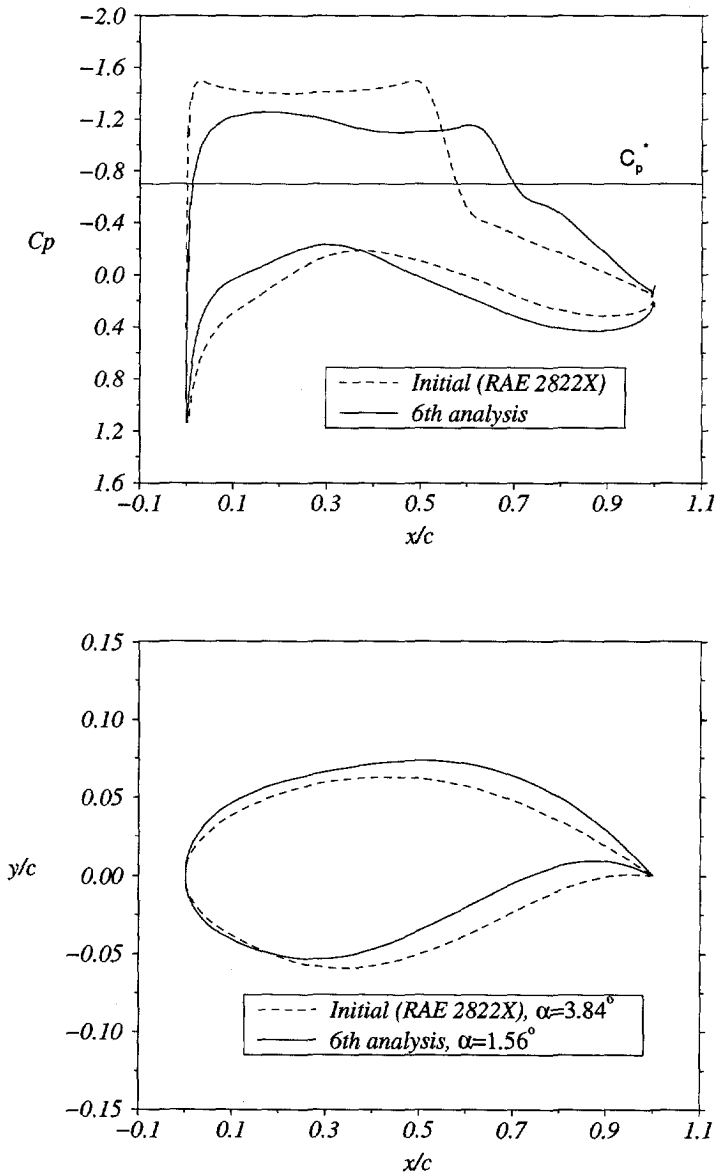 −2.0
−1.6
−1.2
−0.8
−0.4
0.0
0.4
0.8
1.2
1.6
Cp
Cp*
Initial (RAE 2822X)
6th analysis
−0.1 0.1 0.3 0.5 0.7 0.9 1.1
x/c
0.15
0.10
0.05
0.00
−0.05
−0.10
−0.15
y/c
Initial (RAE 2822X), α=3.84°
6th analysis, α=1.56°
−0.1 0.1 0.3 0.5 0.7 0.9 1.1
x/c